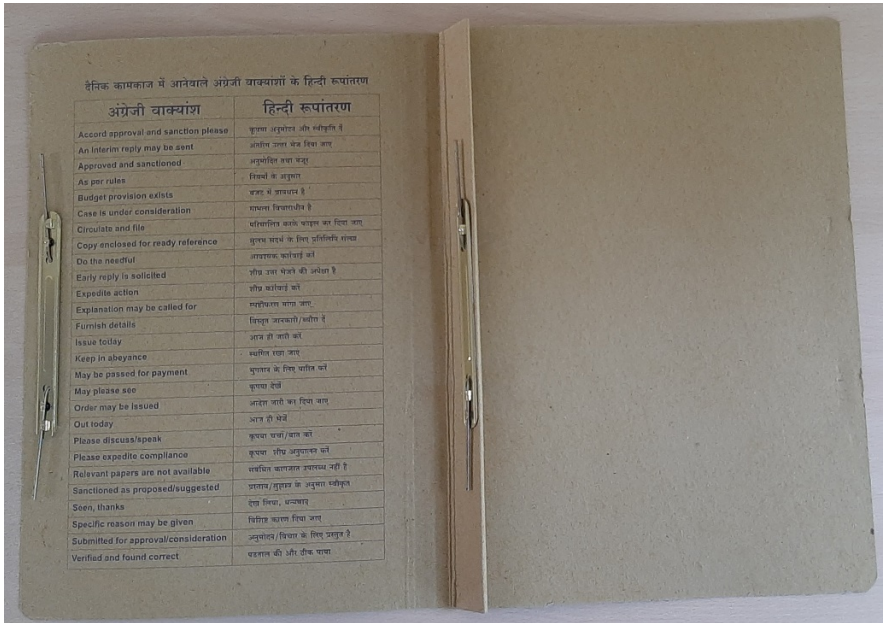 दैनिक कामकाज में आनेवाले अंग्रेजी वाक्यांशों के हिन्दी रूपांतरण
अंग्रेजी वाक्यांश हिन्दी रूपांतरण
Accord approval and sanction please कृपया अनुमोदन और स्वीकृति दें
An interim reply may be sent अंतरिम उत्तर भेज दिया जाए
Approved and sanctioned अनुमोदित तथा मंजूर
As per rules नियमों के अनुसार
Budget provision exists बजट में प्रावधान है
Case is under consideration मामला विचाराधीन है
Circulate and file परिचालित करके फाइल कर दिया जाए
Copy enclosed for ready reference सुलभ संदर्भ के लिए प्रतिलिपि संलग्न
Do the needful आवश्यक कार्रवाई करें
Early reply is solicited शीघ्र उत्तर भेजने की अपेक्षा है
Expedite action शीघ्र कार्रवाई करें
Explanation may be called for स्पष्टीकरण मांगा जाए
Furnish details विस्तृत जानकारी/ब्यौरा दें
Issue today आज ही जारी करें
Keep in abeyance स्थगित रखा जाए
May be passed for payment भुगतान के लिए पारित करें
May please see कृपया देखें
Order may be issued आदेश जारी कर दिया जाए
Out today आज ही भेजें
Please discuss/speak कृपया चर्चा/बात करें
Please expedite compliance कृपया शीघ्र अनुपालन करें
Relevant papers are not available संबंधित कागजात उपलब्ध नहीं है
Sanctioned as proposed/suggested प्रस्ताव/सुझाव के अनुसार स्वीकृत
Seen, thanks देख लिया, धन्यवाद
Specific reason may be given विशिष्ट कारण दिया जाए
Submitted for approval/consideration अनुमोदन/विचार के लिए प्रस्तुत है
Verified and found correct पड़ताल की और ठीक पाया